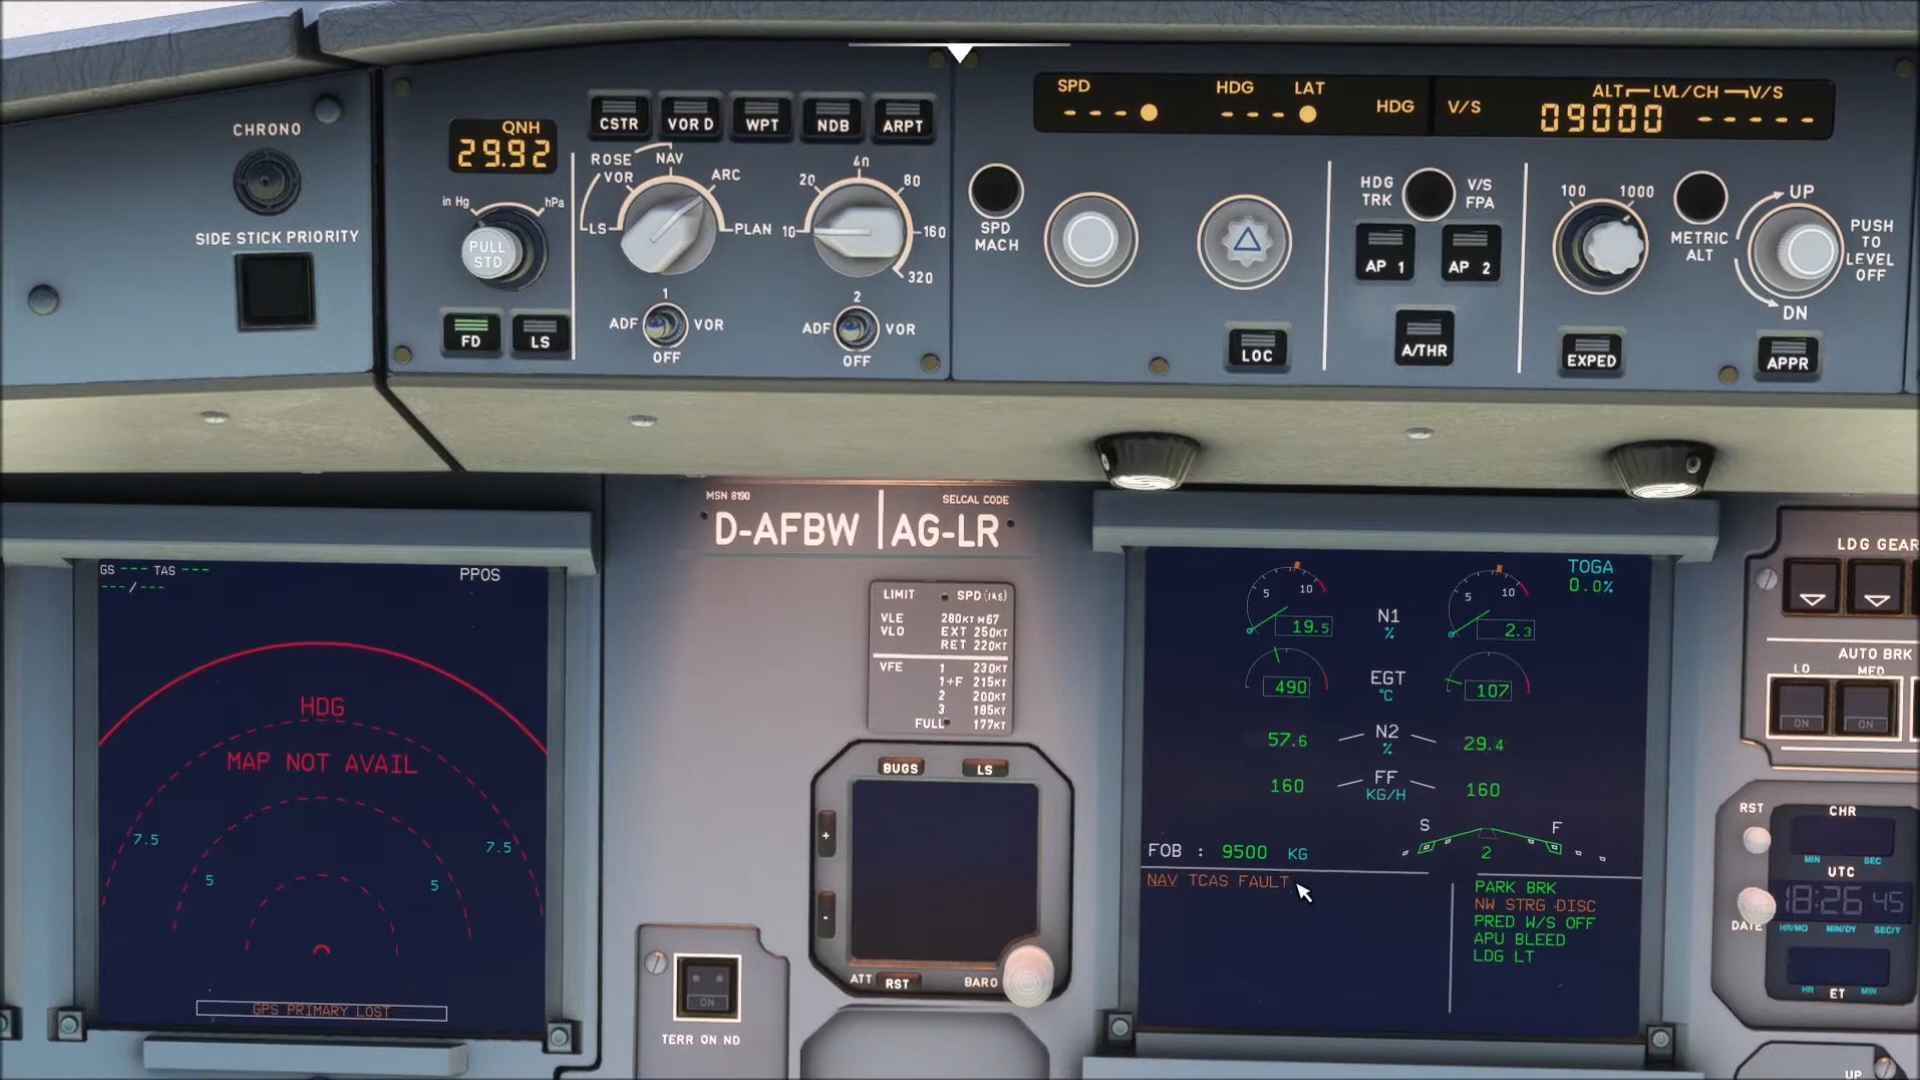 CHRONO
SIDE STICK PRIORITY
QNH
29.92
in Hg
hPa
PULL
STD
FD
LS
CSTR
VOR D
WPT
NDB
ARPT
ROSE
VOR
NAV
ARC
LS
PLAN
10
20
40
80
160
320
1
ADF
VOR
OFF
2
ADF
VOR
OFF
SPD
HDG
LAT
HDG
V/S
ALT
LVL/CH
V/S
---
---
09000
-----
SPD
MACH
HDG
TRK
V/S
FPA
AP 1
AP 2
A/THR
LOC
100
1000
METRIC
ALT
UP
DN
PUSH
TO
LEVEL
OFF
EXPED
APPR
MSN 8190
SELCAL CODE
D-AFBW
AG-LR
LIMIT SPD (IAS)
VLE 280KT M67
VLO EXT 250KT
RET 220KT
VFE 1 230KT
1+F 215KT
2 200KT
3 185KT
FULL 177KT
GS --- TAS ---
---/---
PPOS
HDG
MAP NOT AVAIL
7.5
7.5
5
5
GPS PRIMARY LOST
BUGS
LS
+
-
ATT
RST
BARO
ON
TERR ON ND
TOGA
0.0%
5
10
5
10
19.5
N1
%
2.3
490
EGT
°C
107
57.6
N2
%
29.4
160
FF
KG/H
160
S
F
2
FOB : 9500 KG
NAV TCAS FAULT
PARK BRK
NW STRG DISC
PRED W/S OFF
APU BLEED
LDG LT
LDG GEAR
AUTO BRK
LO
MED
ON
ON
RST
CHR
MIN
SEC
UTC
18:26 45
DATE
HR/MO
MIN/DY
SEC/Y
HR
ET
MIN
UP